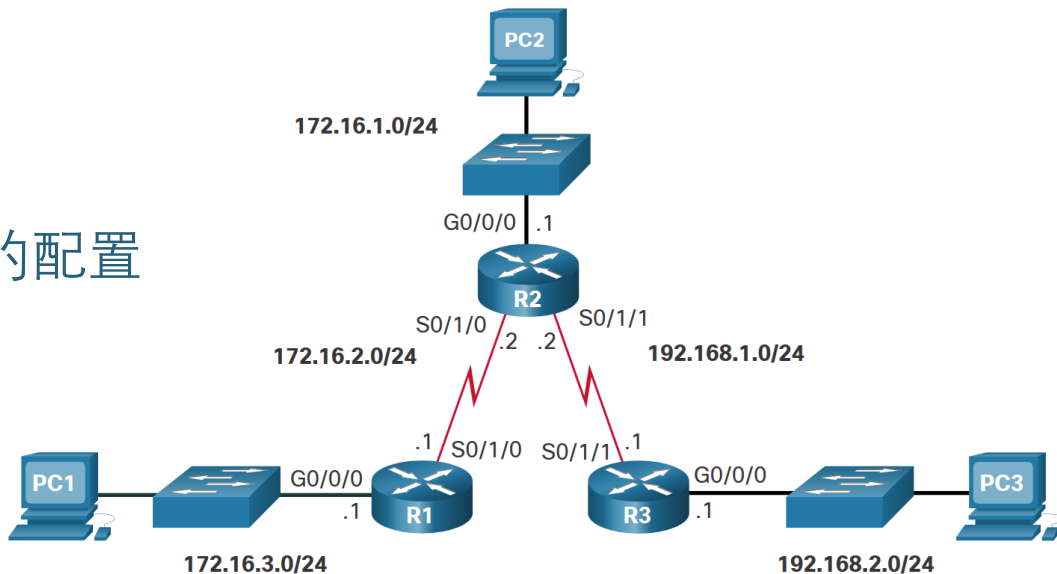 PC2
172.16.1.0/24
G0/0/0 .1
的配置
R2
S0/1/0 S0/1/1
.2 .2
172.16.2.0/24 192.168.1.0/24
.1 S0/1/0 S0/1/1 .1
PC1 G0/0/0 G0/0/0 PC3
.1 R1 R3 .1
172.16.3.0/24 192.168.2.0/24